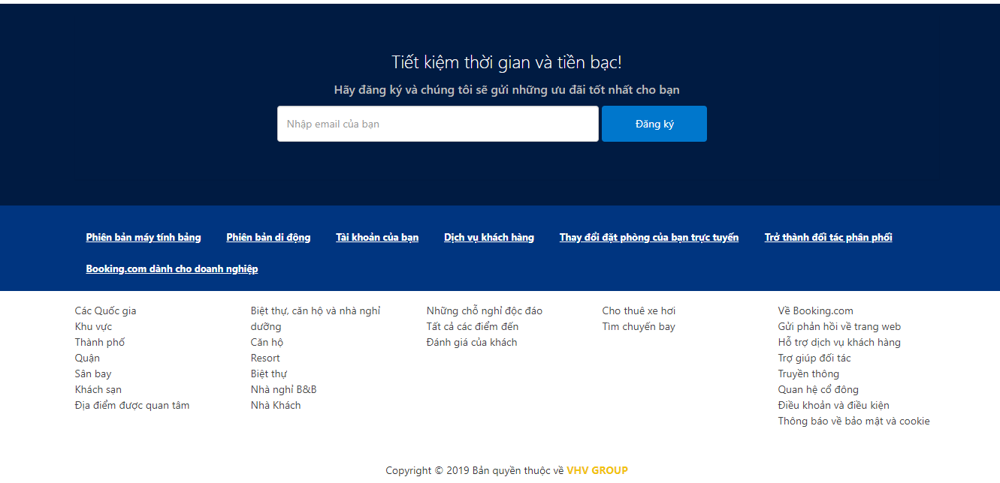 Tiết kiệm thời gian và tiền bạc!
Hãy đăng ký và chúng tôi sẽ gửi những ưu đãi tốt nhất cho bạn
Nhập email của bạn
Đăng ký
Phiên bản máy tính bảng
Phiên bản di động
Tài khoản của bạn
Dịch vụ khách hàng
Thay đổi đặt phòng của bạn trực tuyến
Trở thành đối tác phân phối
Booking.com dành cho doanh nghiệp
Các Quốc gia
Khu vực
Thành phố
Quận
Sân bay
Khách sạn
Địa điểm được quan tâm
Biệt thự, căn hộ và nhà nghỉ
dưỡng
Căn hộ
Resort
Biệt thự
Nhà nghỉ B&B
Nhà Khách
Những chỗ nghỉ độc đáo
Tất cả các điểm đến
Đánh giá của khách
Cho thuê xe hơi
Tìm chuyến bay
Về Booking.com
Gửi phản hồi về trang web
Hỗ trợ dịch vụ khách hàng
Trợ giúp đối tác
Truyền thông
Quan hệ cổ đông
Điều khoản và điều kiện
Thông báo về bảo mật và cookie
Copyright © 2019 Bản quyền thuộc về VHV GROUP